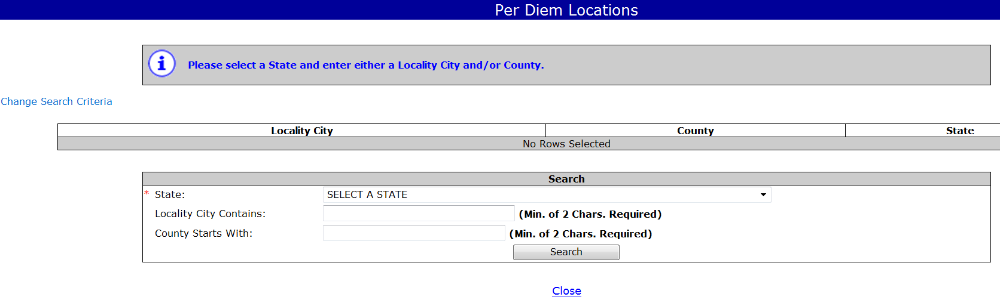 Per Diem Locations
Please select a State and enter either a Locality City and/or County.
Change Search Criteria
Locality City County State
No Rows Selected
Search
* State: SELECT A STATE
Locality City Contains: (Min. of 2 Chars. Required)
County Starts With: (Min. of 2 Chars. Required)
Search
Close